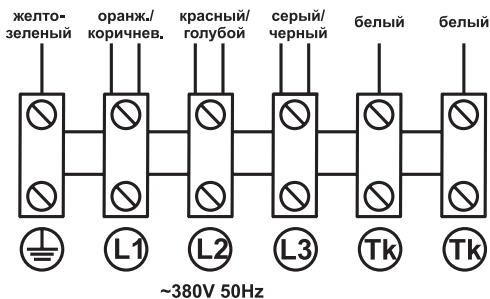 желто-
зеленый
оранж./
коричнев.
красный/
голубой
серый/
черный
белый
белый
L1
L2
L3
Tk
Tk
~380V 50Hz